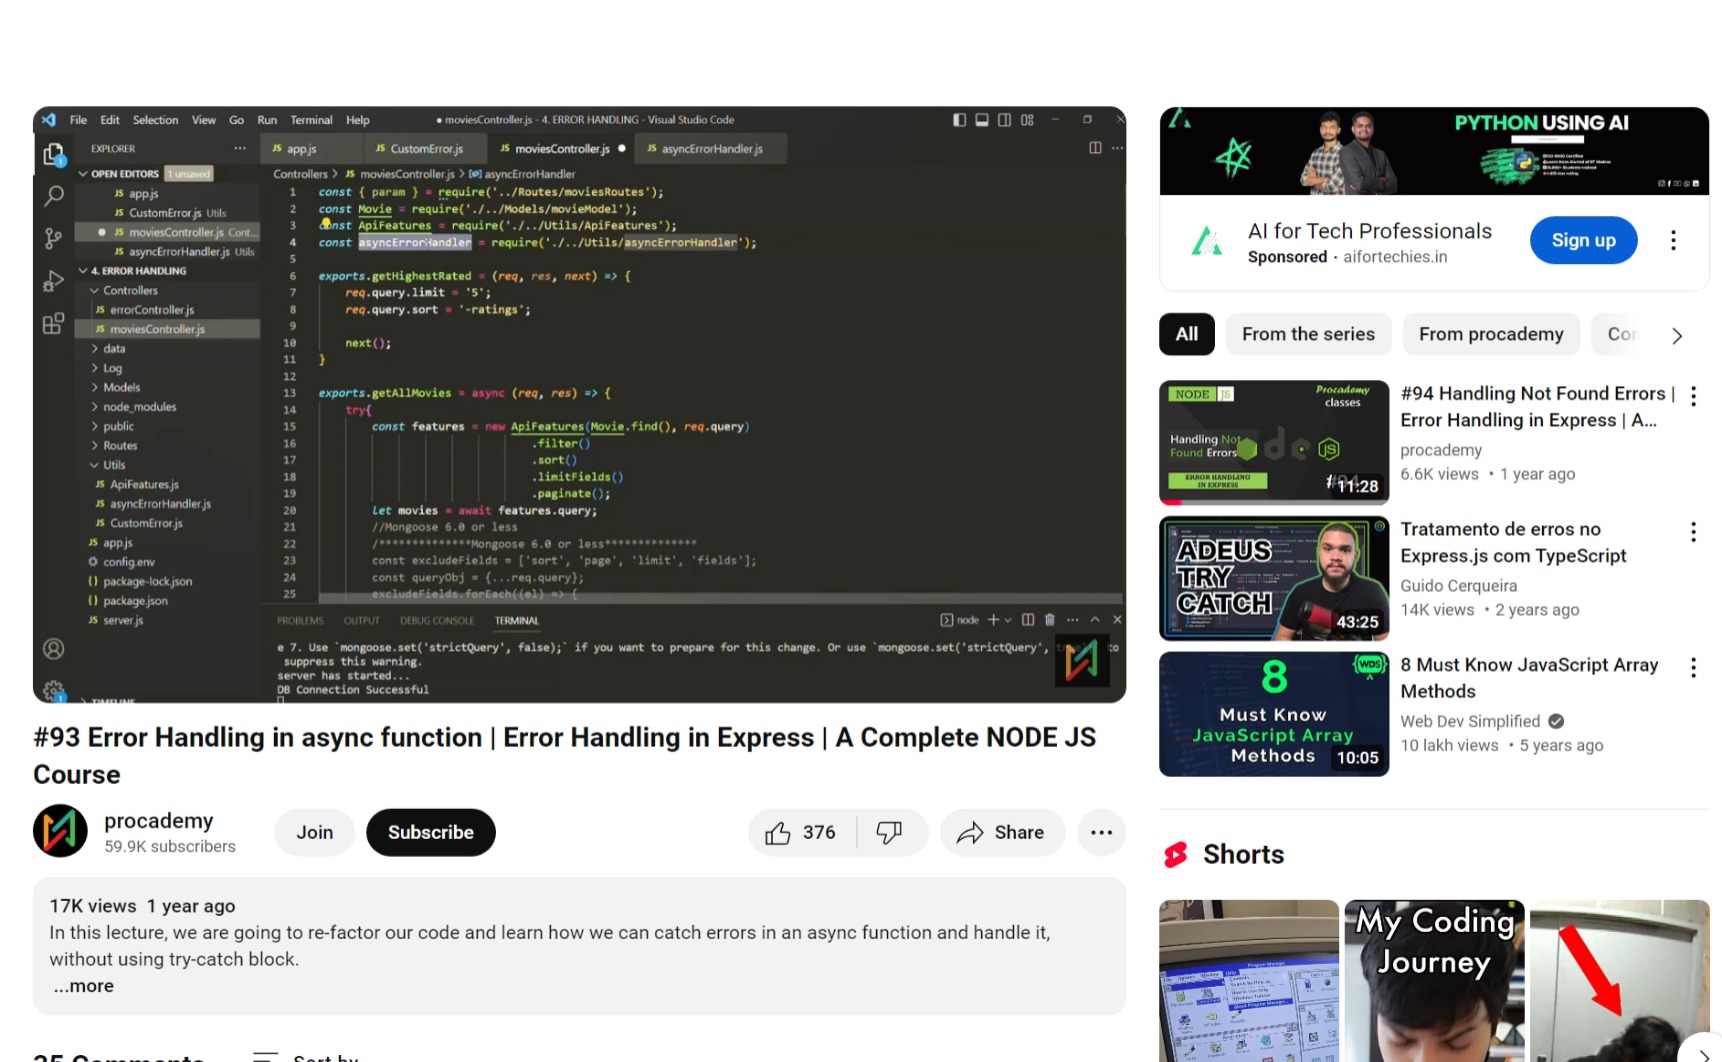 File Edit Selection View Go Run Terminal Help
● moviesController.js - 4. ERROR HANDLING - Visual Studio Code
EXPLORER
JS app.js
JS CustomError.js
JS moviesController.js ●
JS asyncErrorHandler.js
OPEN EDITORS 1 unsaved
JS app.js
JS CustomError.js Utils
● JS moviesController.js Cont...
JS asyncErrorHandler.js Utils
4. ERROR HANDLING
Controllers
JS errorController.js
JS moviesController.js
data
Log
Models
node_modules
public
Routes
Utils
JS ApiFeatures.js
JS asyncErrorHandler.js
JS CustomError.js
JS app.js
config.env
{} package-lock.json
{} package.json
JS server.js
TIMELINE
Controllers > JS moviesController.js > asyncErrorHandler
1 const { param } = require('../Routes/moviesRoutes');
2 const Movie = require('./../Models/movieModel');
3 const ApiFeatures = require('./../Utils/ApiFeatures');
4 const asyncErrorHandler = require('./../Utils/asyncErrorHandler');
5
6 exports.getHighestRated = (req, res, next) => {
7 req.query.limit = '5';
8 req.query.sort = '-ratings';
9
10 next();
11 }
12
13 exports.getAllMovies = async (req, res) => {
14 try{
15 const features = new ApiFeatures(Movie.find(), req.query)
16 .filter()
17 .sort()
18 .limitFields()
19 .paginate();
20 let movies = await features.query;
21 //Mongoose 6.0 or less
22 /**************Mongoose 6.0 or less**************
23 const excludeFields = ['sort', 'page', 'limit', 'fields'];
24 const queryObj = {...req.query};
25 excludeFields.forEach((el) => {
PROBLEMS OUTPUT DEBUG CONSOLE TERMINAL
node
e 7. Use `mongoose.set('strictQuery', false);` if you want to prepare for this change. Or use `mongoose.set('strictQuery', to
suppress this warning.
server has started...
DB Connection Successful
#93 Error Handling in async function | Error Handling in Express | A Complete NODE JS
Course
procademy
59.9K subscribers
Join
Subscribe
376
Share
17K views 1 year ago
In this lecture, we are going to re-factor our code and learn how we can catch errors in an async function and handle it,
without using try-catch block.
...more
Sort by
PYTHON USING AI
AI for Tech Professionals
Sponsored · aifortechies.in
Sign up
All
From the series
From procademy
NODE JS
Procademy
classes
Handling Not
Found Errors
ERROR HANDLING
IN EXPRESS
11:28
#94 Handling Not Found Errors |
Error Handling in Express | A...
procademy
6.6K views • 1 year ago
ADEUS
TRY
CATCH
43:25
Tratamento de erros no
Express.js com TypeScript
Guido Cerqueira
14K views • 2 years ago
8
{WDS}
Must Know
JavaScript Array
Methods
10:05
8 Must Know JavaScript Array
Methods
Web Dev Simplified
10 lakh views • 5 years ago
Shorts
My Coding
Journey